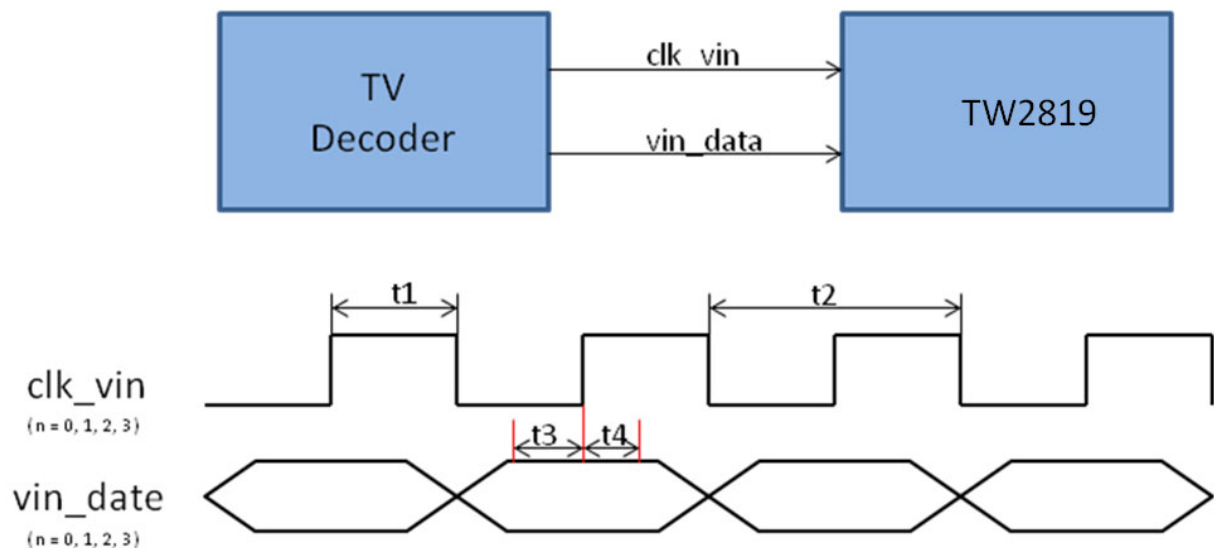 TV
Decoder
clk_vin
vin_data
TW2819
t1
t2
clk_vin
(n = 0, 1, 2, 3)
t3
t4
vin_date
(n = 0, 1, 2, 3)